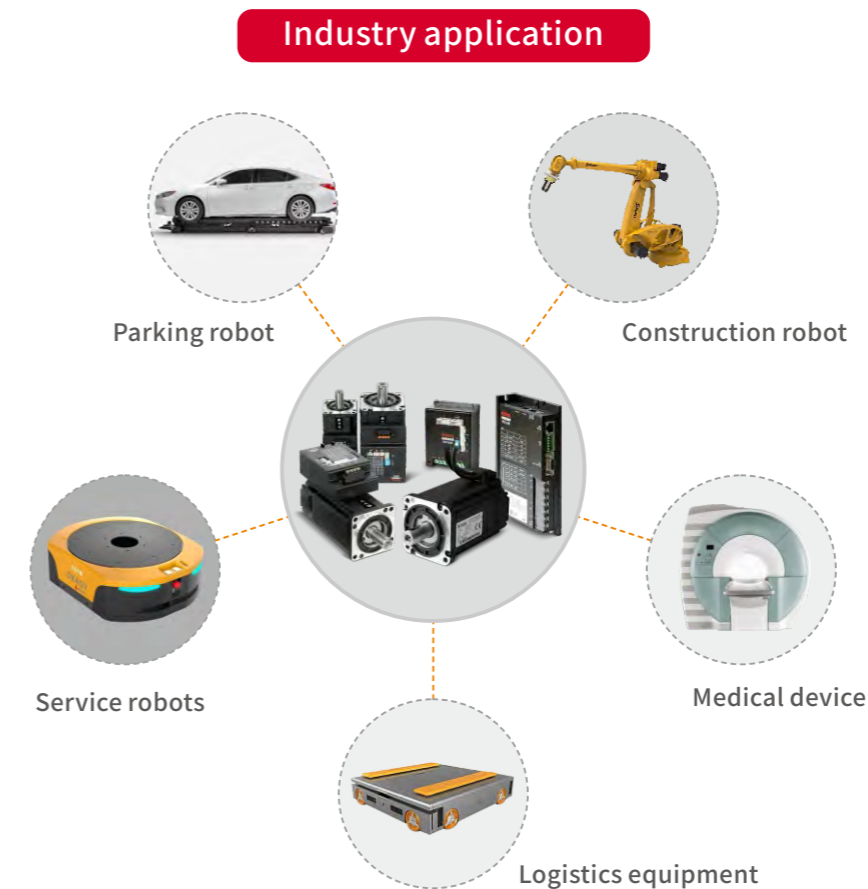 Industry application
Parking robot
Construction robot
Service robots
Medical device
Logistics equipment